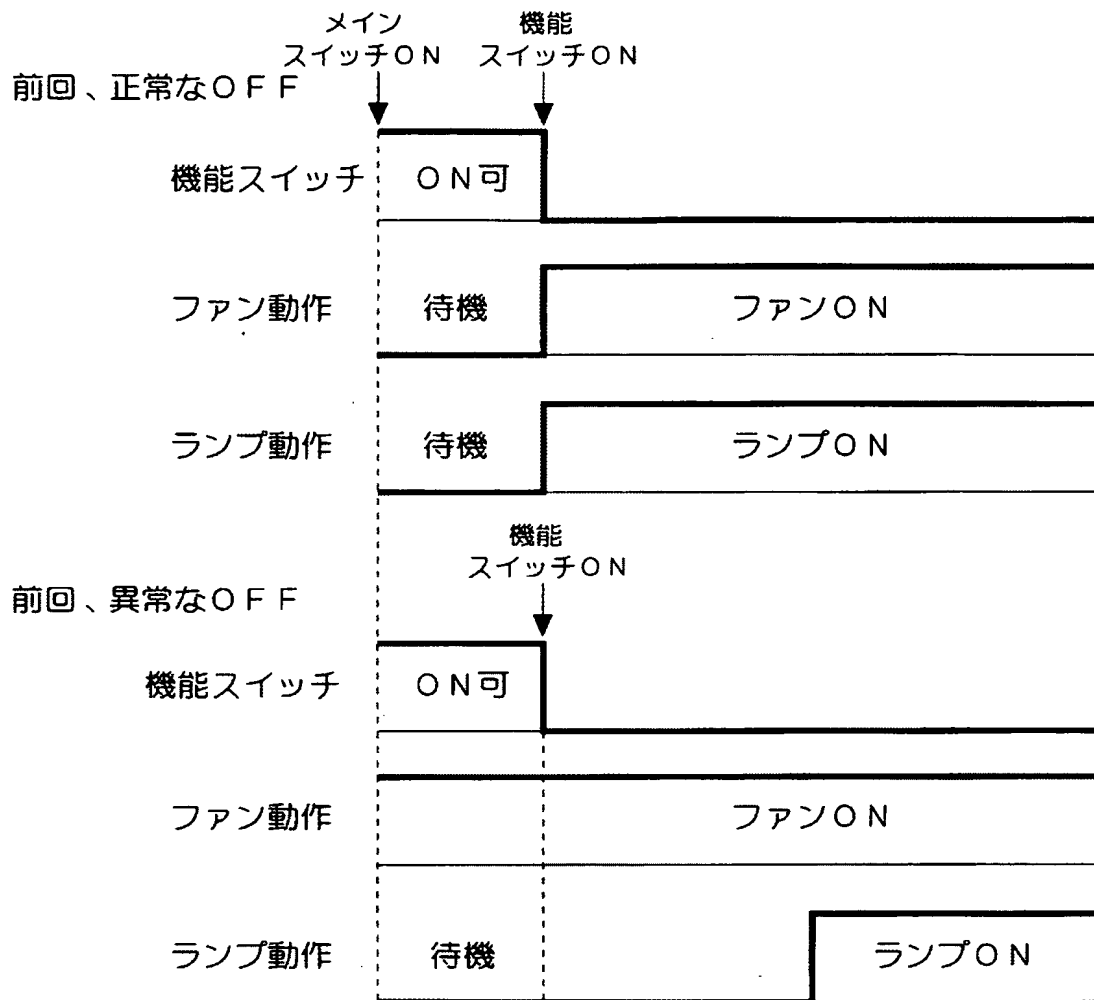 メイン
スイッチON
機能
スイッチON
前回、正常なOFF
機能スイッチ
ON可
ファン動作
待機
ファンON
ランプ動作
待機
ランプON
機能
スイッチON
前回、異常なOFF
機能スイッチ
ON可
ファン動作
ファンON
ランプ動作
待機
ランプON